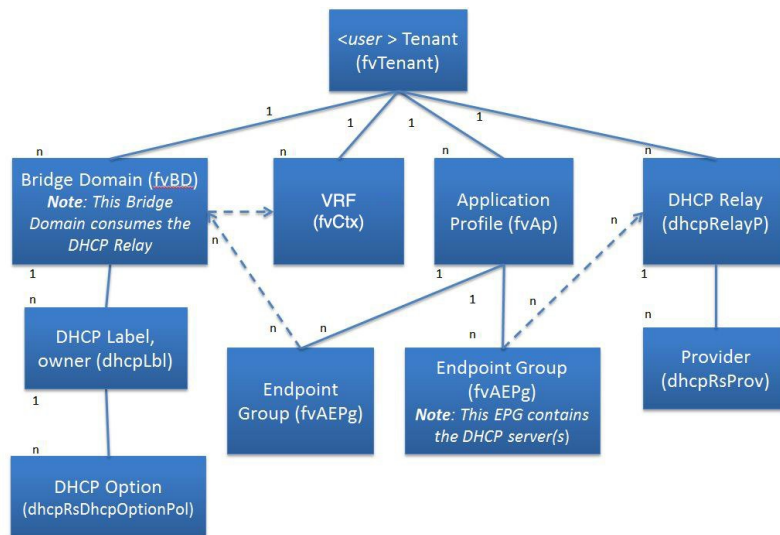 <user > Tenant
(fvTenant)
1
1
1
1
n
n
n
n
Bridge Domain (fvBD)
Note: This Bridge
Domain consumes the
DHCP Relay
VRF
(fvCtx)
Application
Profile (fvAp)
DHCP Relay
(dhcpRelayP)
n
n
1
n
1
1
1
n
n
n
DHCP Label,
owner (dhcpLbl)
n
n
n
Endpoint
Group (fvAEPg)
Endpoint Group
(fvAEPg)
Note: This EPG contains
the DHCP server(s)
Provider
(dhcpRsProv)
1
n
DHCP Option
(dhcpRsDhcpOptionPol)